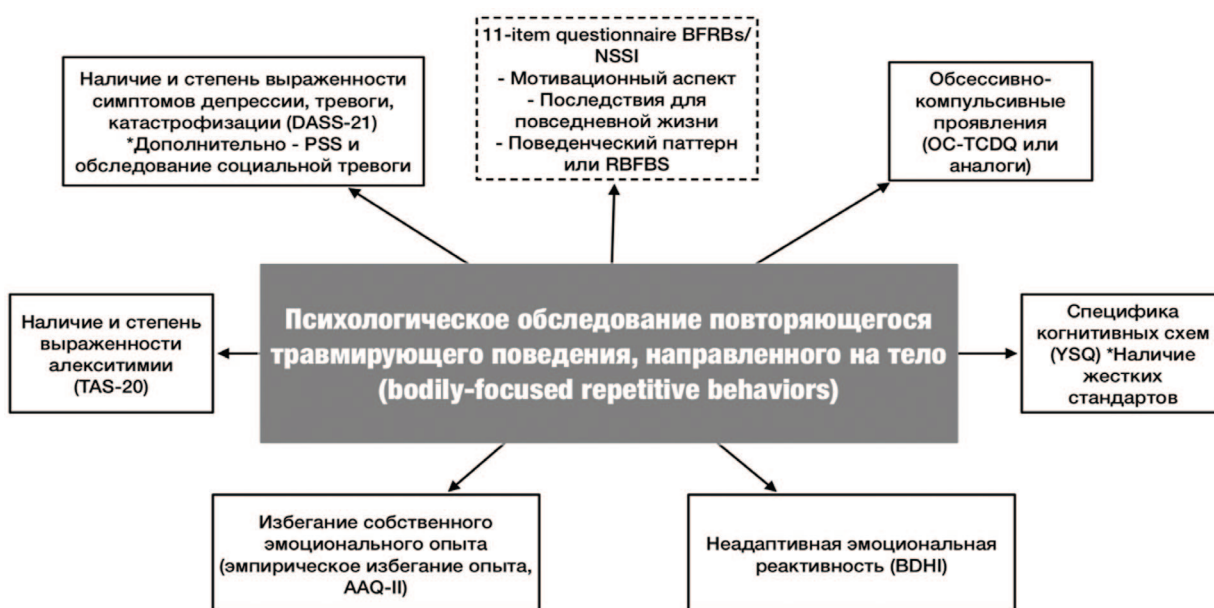 11-item questionnaire BFRBs/
NSSI
- Мотивационный аспект
- Последствия для
повседневной жизни
- Поведенческий паттерн
или RBFBS
Наличие и степень выраженности
симптомов депрессии, тревоги,
катастрофизации (DASS-21)
*Дополнительно - PSS и
обследование социальной тревоги
Обсессивно-
компульсивные
проявления
(OC-TCDQ или
аналоги)
Психологическое обследование повторяющегося
травмирующего поведения, направленного на тело
(bodily-focused repetitive behaviors)
Наличие и степень
выраженности
алекситимии
(TAS-20)
Специфика
когнитивных схем
(YSQ) *Наличие
жестких
стандартов
Избегание собственного
эмоционального опыта
(эмпирическое избегание опыта,
AAQ-II)
Неадаптивная эмоциональная
реактивность (BDHI)